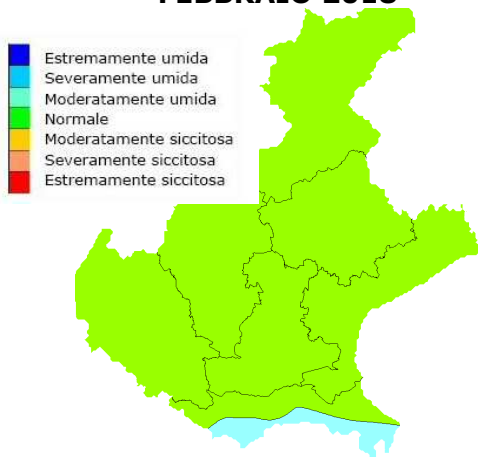 Estremamente umida
Severamente umida
Moderatamente umida
Normale
Moderatamente siccitosa
Severamente siccitosa
Estremamente siccitosa